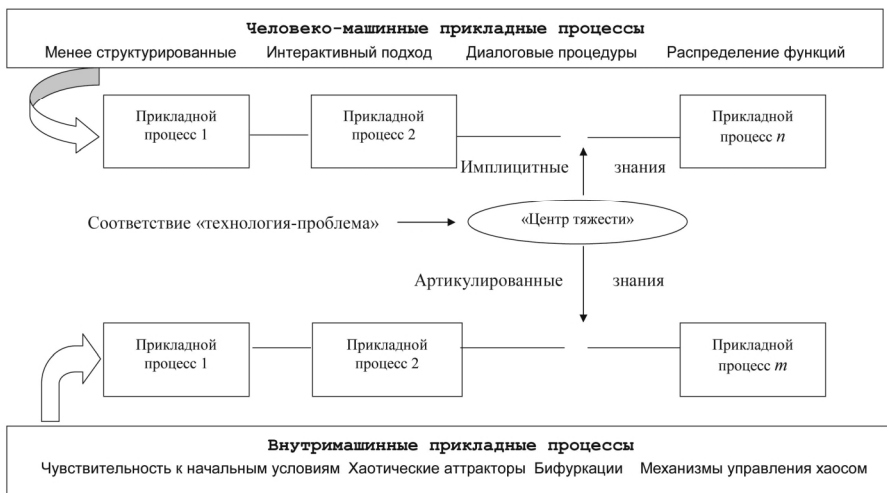 Человеко-машинные прикладные процессы
Менее структурированные Интерактивный подход Диалоговые процедуры Распределение функций
Прикладной процесс 1
Прикладной процесс 2
Прикладной процесс n
Имплицитные знания
Соответствие «технология-проблема»
«Центр тяжести»
Артикулированные знания
Прикладной процесс 1
Прикладной процесс 2
Прикладной процесс m
Внутримашинные прикладные процессы
Чувствительность к начальным условиям Хаотические аттракторы Бифуркации Механизмы управления хаосом